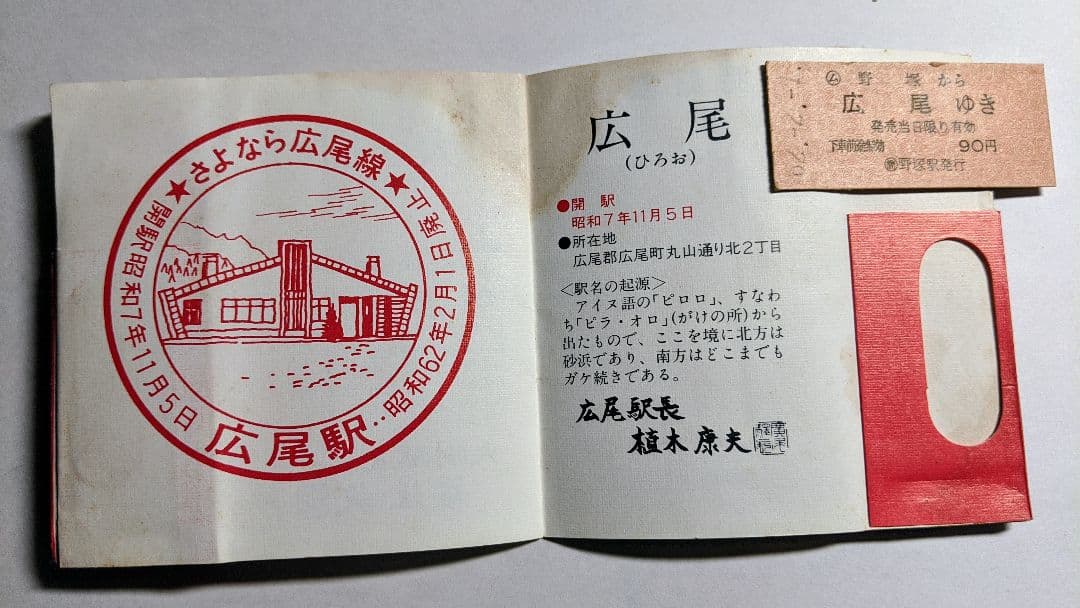 ★さよなら広尾線★
開駅昭和7年11月5日‥昭和62年2月1日廃止
広尾駅
広尾
(ひろお)
●開 駅
昭和7年11月5日
●所在地
広尾郡広尾町丸山通り北2丁目
<駅名の起源>
アイヌ語の「ピロロ」、すなわ
ち「ピラ・オロ」(がけの所)から
出たもので、ここを境に北方は
砂浜であり、南方はどこまでも
ガケ続きである。
広尾駅長
植木康夫
㋰野塚から
広尾ゆき
発売当日限り有効
下車前途無効 90円
野塚駅発行